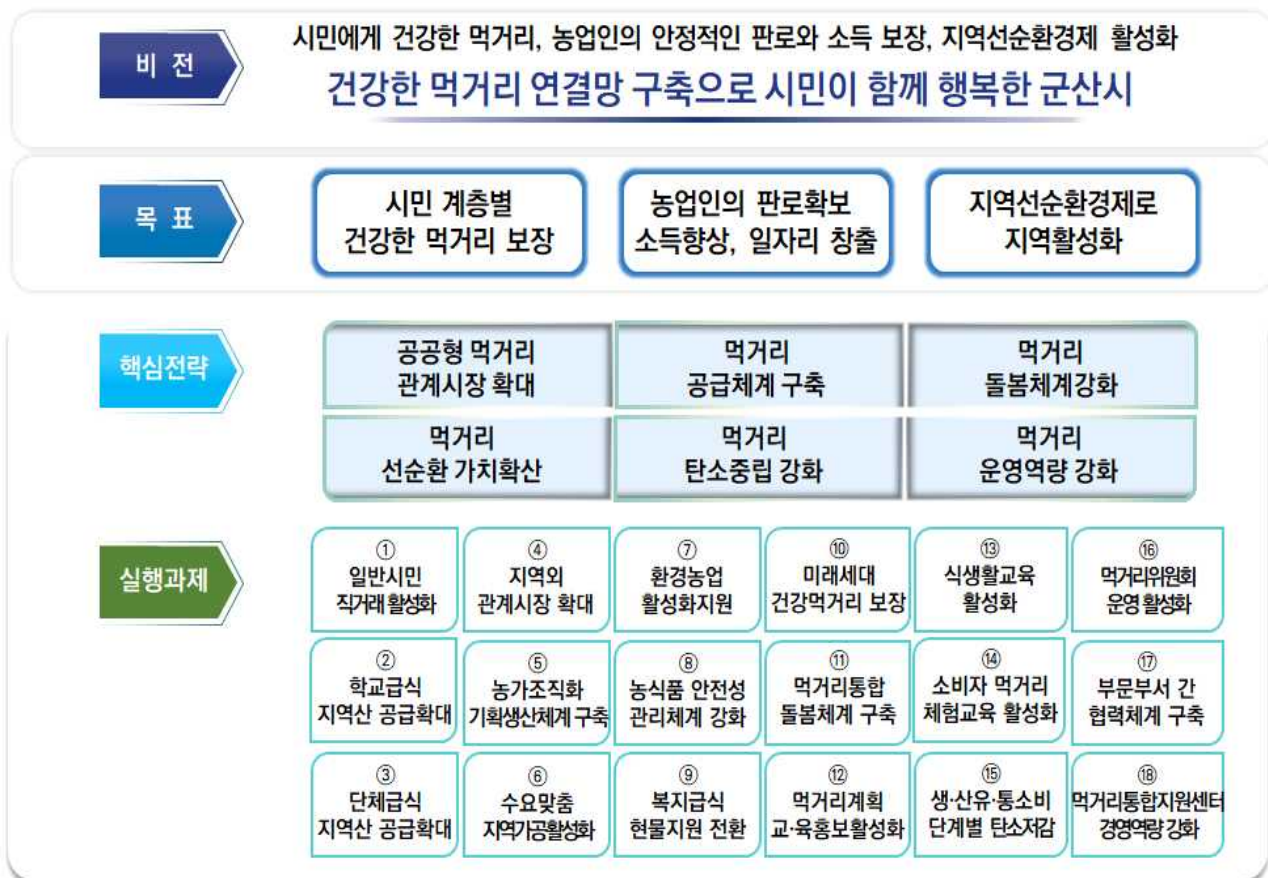 비 전
시민에게 건강한 먹거리, 농업인의 안정적인 판로와 소득 보장, 지역선순환경제 활성화
건강한 먹거리 연결망 구축으로 시민이 함께 행복한 군산시
목 표
시민 계층별
건강한 먹거리 보장
농업인의 판로확보
소득향상, 일자리 창출
지역선순환경제로
지역활성화
핵심전략
공공형 먹거리
관계시장 확대
먹거리
공급체계 구축
먹거리
돌봄체계강화
먹거리
선순환 가치확산
먹거리
탄소중립 강화
먹거리
운영역량 강화
실행과제
①
일반시민
직거래 활성화
④
지역외
관계시장 확대
⑦
환경농업
활성화지원
⑩
미래세대
건강먹거리 보장
⑬
식생활교육
활성화
⑯
먹거리위원회
운영 활성화
②
학교급식
지역산 공급확대
⑤
농가조직화
기획생산체계 구축
⑧
농식품 안전성
관리체계 강화
⑪
먹거리통합
돌봄체계 구축
⑭
소비자 먹거리
체험교육 활성화
⑰
부문부서 간
협력체계 구축
③
단체급식
지역산 공급확대
⑥
수요맞춤
지역가공활성화
⑨
복지급식
현물지원 전환
⑫
먹거리계획
교·육홍보활성화
⑮
생·산유·통소비
단계별 탄소저감
⑱
먹거리통합지원센터
경영역량 강화